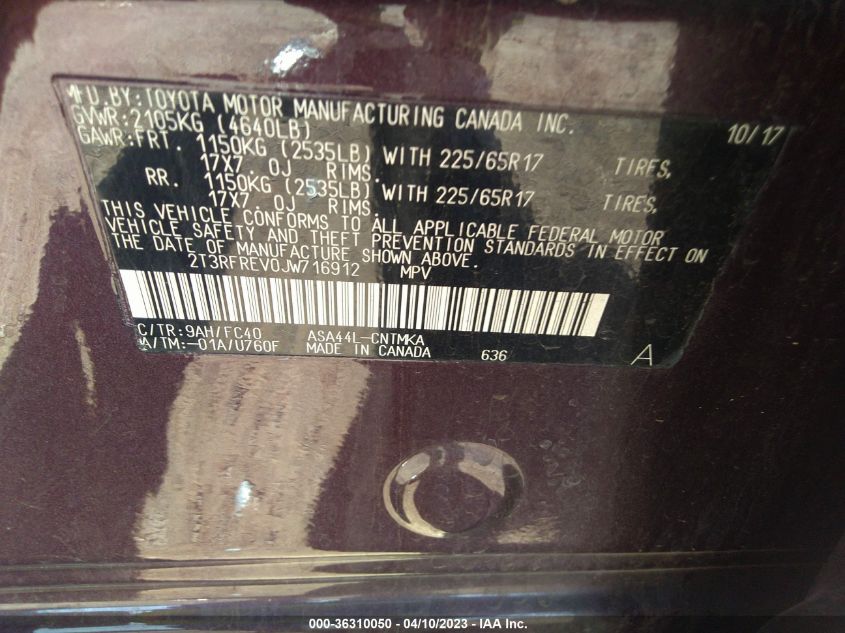 MFD.BY:TOYOTA MOTOR MANUFACTURING CANADA INC.
GVWR:2105KG (4640LB) 10/17
GAWR:FRT. 1150KG (2535LB) WITH 225/65R17 TIRES,
17X7.0J RIMS.
RR. 1150KG (2535LB) WITH 225/65R17 TIRES,
17X7.0J RIMS.
THIS VEHICLE CONFORMS TO ALL APPLICABLE FEDERAL MOTOR
VEHICLE SAFETY AND THEFT PREVENTION STANDARDS IN EFFECT ON
THE DATE OF MANUFACTURE SHOWN ABOVE.
2T3RFREV0JW716912 MPV
C/TR:9AH/FC40 ASA44L-CNTMKA
A/TM:-01A/U760F MADE IN CANADA 636 A
000-36310050 - 04/10/2023 - IAA Inc.